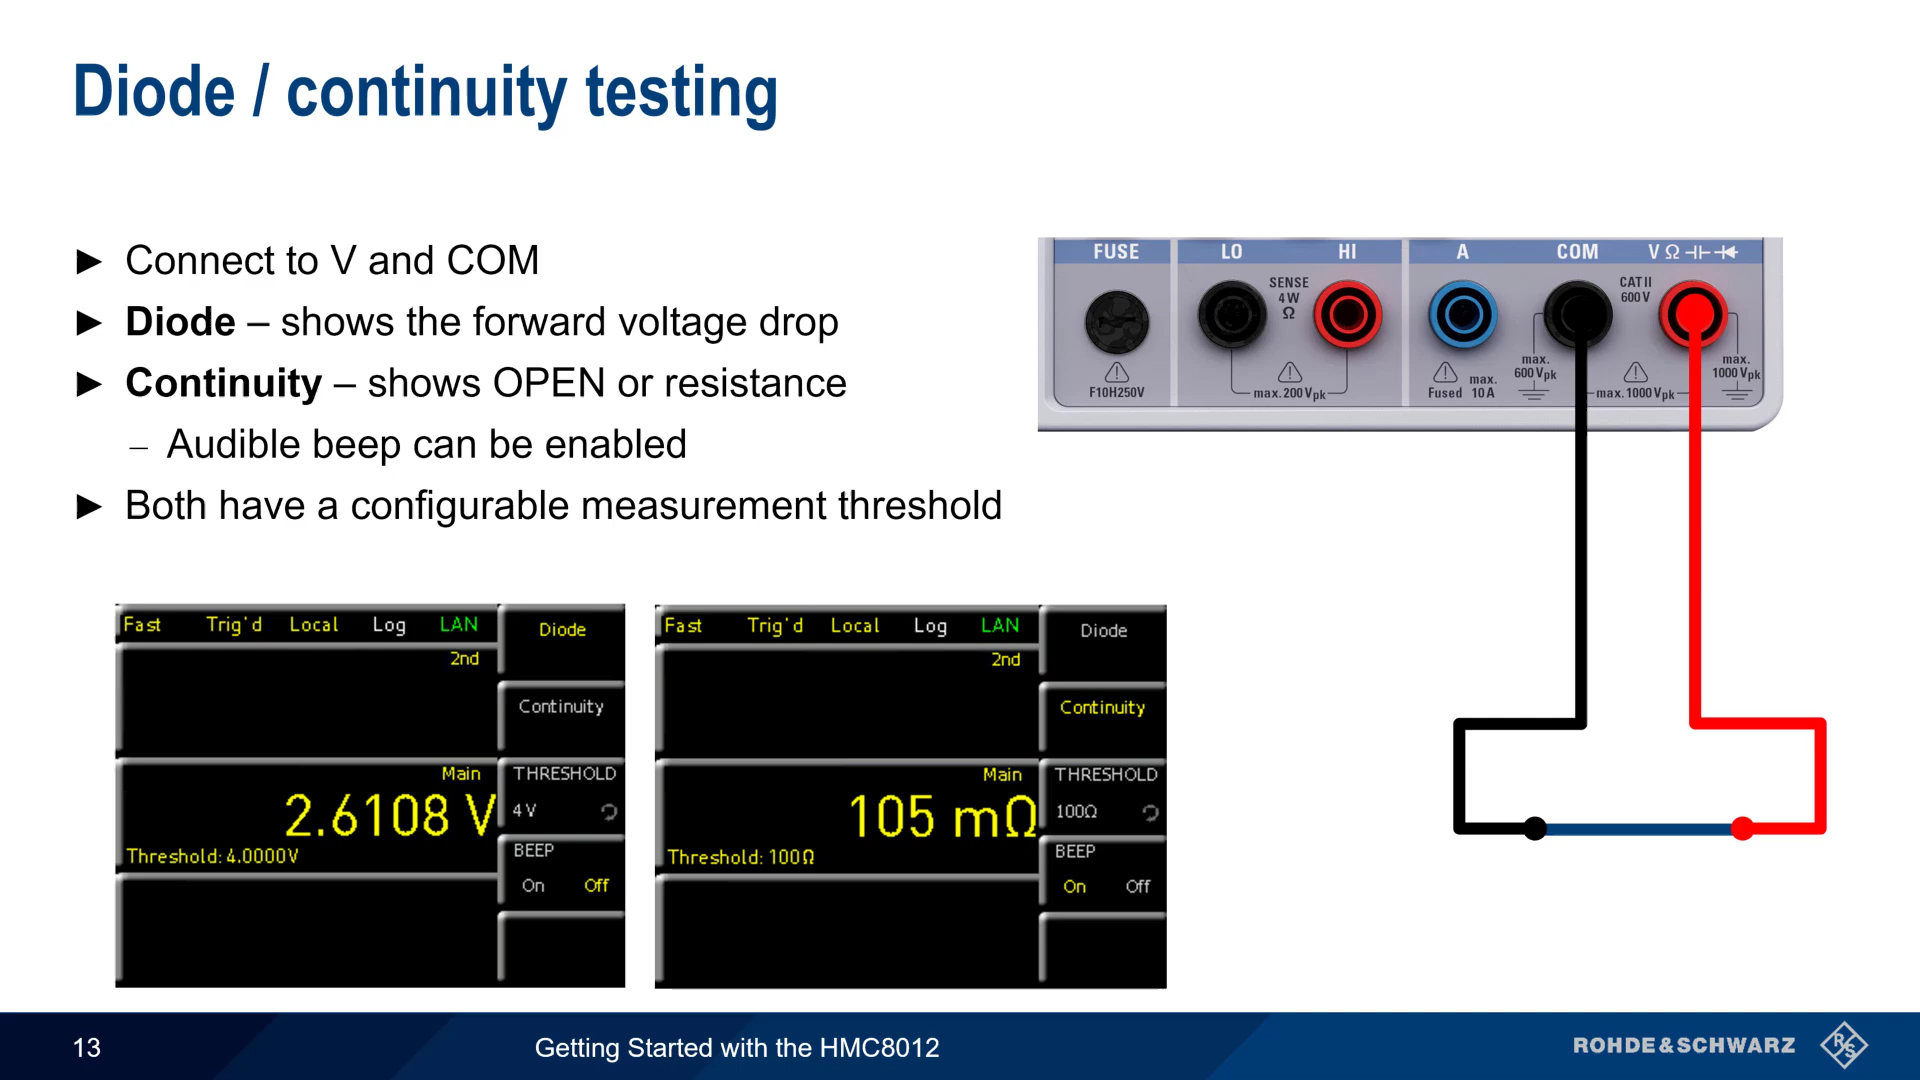 Diode / continuity testing
► Connect to V and COM
► Diode – shows the forward voltage drop
► Continuity – shows OPEN or resistance
– Audible beep can be enabled
► Both have a configurable measurement threshold
FUSE LO HI A COM V Ω
SENSE
4W
Ω
CAT II
600 V
F10H250V
max. 200 Vpk
Fused max. 10 A
max. 600 Vpk
max. 1000 Vpk
max. 1000 Vpk
Fast Trig'd Local Log LAN
2nd
Main
2.6108 V
Threshold: 4.0000V
Diode
Continuity
THRESHOLD
4 V
BEEP
On Off
Fast Trig'd Local Log LAN
2nd
Main
105 mΩ
Threshold: 100Ω
Diode
Continuity
THRESHOLD
100Ω
BEEP
On Off
13 Getting Started with the HMC8012 ROHDE&SCHWARZ R S